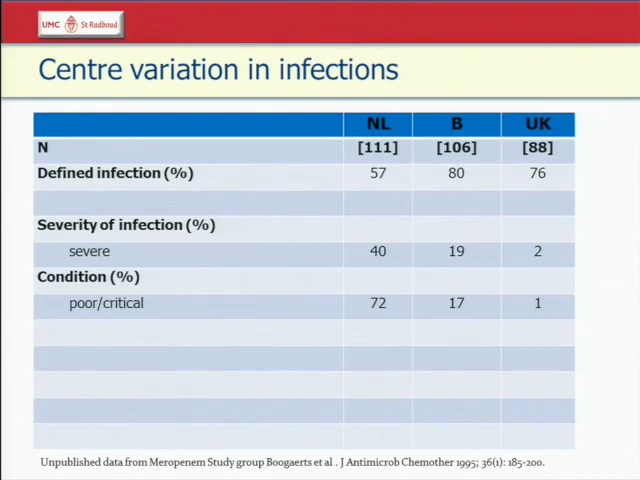 UMC St Radboud
Centre variation in infections
NL B UK
N [111] [106] [88]
Defined infection (%) 57 80 76
Severity of infection (%)
severe 40 19 2
Condition (%)
poor/critical 72 17 1
Unpublished data from Meropenem Study group Boogaerts et al . J Antimicrob Chemother 1995; 36(1): 185-200.